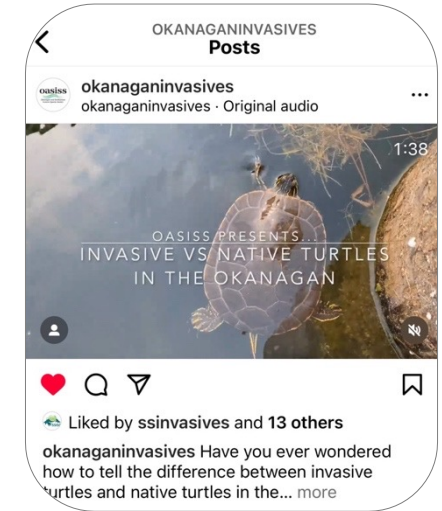 OKANAGANINVASIVES
Posts
oasiss
okanaganinvasives
okanaganinvasives · Original audio
1:38
OASISS PRESENTS...
INVASIVE VS NATIVE TURTLES
IN THE OKANAGAN
Liked by ssinvasives and 13 others
okanaganinvasives Have you ever wondered
how to tell the difference between invasive
turtles and native turtles in the... more